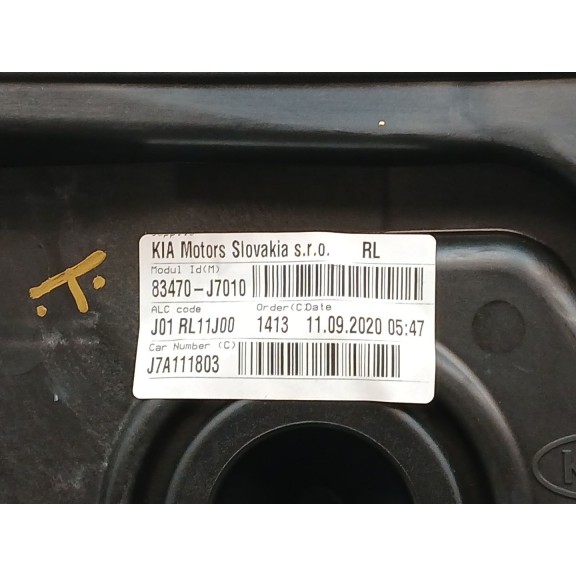 KIA Motors Slovakia s.r.o. RL
Modul Id(M)
83470-J7010
ALC code Order(C.Date
J01 RL11J00 1413 11.09.2020 05:47
Car Number (C)
J7A111803
.T.